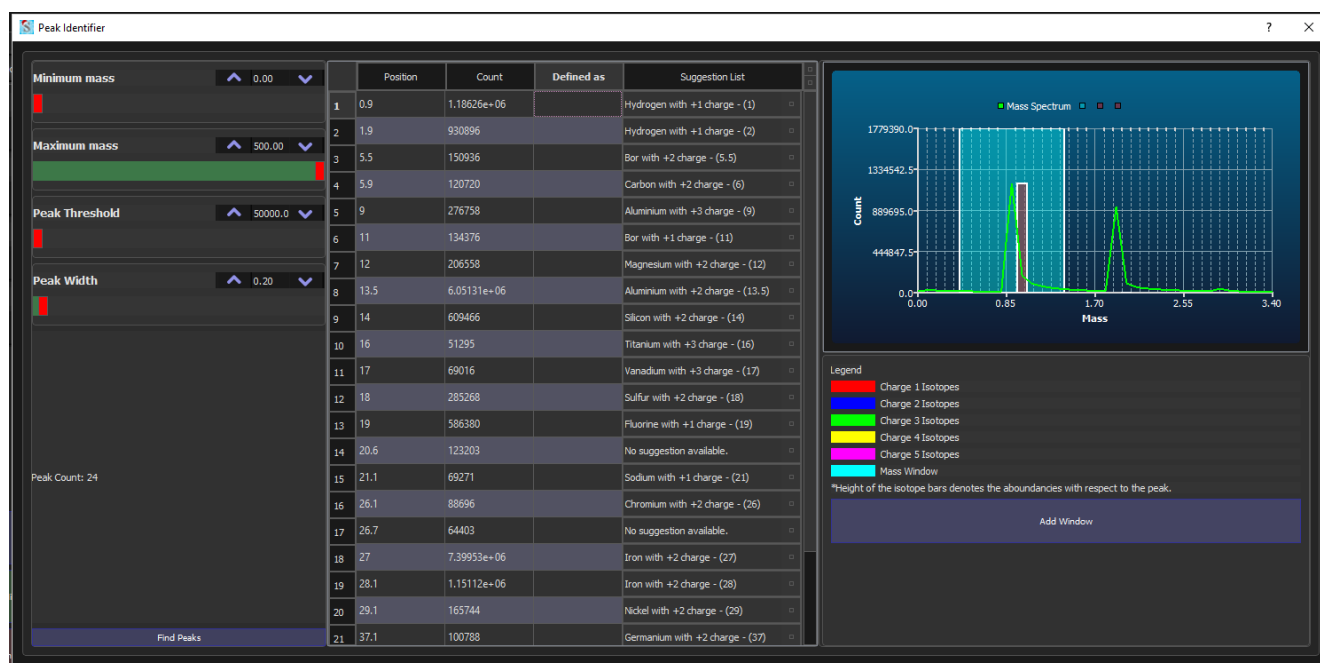 Peak Identifier
? ×
Minimum mass 0.00
Maximum mass 500.00
Peak Threshold 50000.0
Peak Width 0.20
Peak Count: 24
Find Peaks
Position Count Defined as Suggestion List
1 0.9 1.18626e+06 Hydrogen with +1 charge - (1)
2 1.9 930896 Hydrogen with +1 charge - (2)
3 5.5 150936 Bor with +2 charge - (5.5)
4 5.9 120720 Carbon with +2 charge - (6)
5 9 276758 Aluminium with +3 charge - (9)
6 11 134376 Bor with +1 charge - (11)
7 12 206558 Magnesium with +2 charge - (12)
8 13.5 6.05131e+06 Aluminium with +2 charge - (13.5)
9 14 609466 Silicon with +2 charge - (14)
10 16 51295 Titanium with +3 charge - (16)
11 17 69016 Vanadium with +3 charge - (17)
12 18 285268 Sulfur with +2 charge - (18)
13 19 586380 Fluorine with +1 charge - (19)
14 20.6 123203 No suggestion available.
15 21.1 69271 Sodium with +1 charge - (21)
16 26.1 88696 Chromium with +2 charge - (26)
17 26.7 64403 No suggestion available.
18 27 7.39953e+06 Iron with +2 charge - (27)
19 28.1 1.15112e+06 Iron with +2 charge - (28)
20 29.1 165744 Nickel with +2 charge - (29)
21 37.1 100788 Germanium with +2 charge - (37)
Mass Spectrum
1779390.0
1334542.5
889695.0
444847.5
0.0
Count
0.00 0.85 1.70 2.55 3.40
Mass
Legend
Charge 1 Isotopes
Charge 2 Isotopes
Charge 3 Isotopes
Charge 4 Isotopes
Charge 5 Isotopes
Mass Window
*Height of the isotope bars denotes the aboundancies with respect to the peak.
Add Window